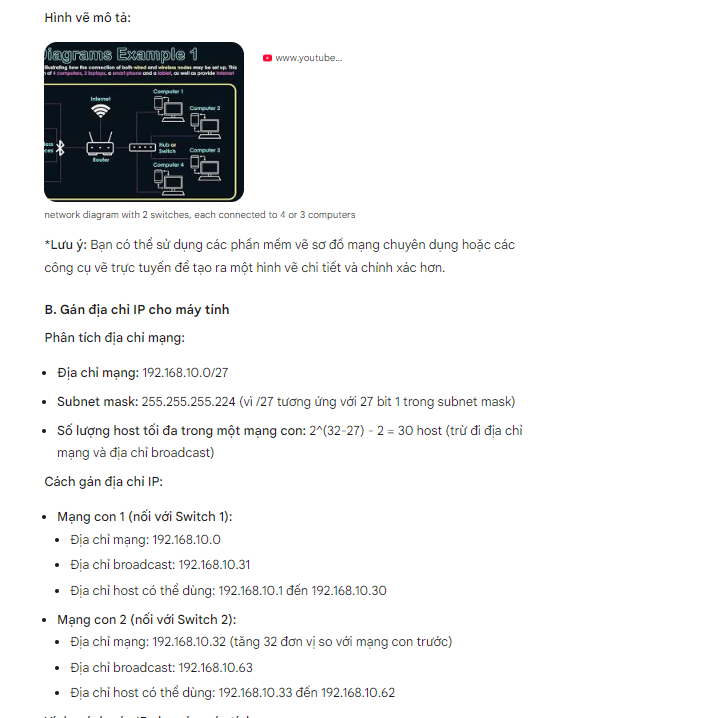 Hình vẽ mô tả:
iagrams Example 1
illustrating how the connection of both wired and wireless nodes may be set up. This
n of 4 computers, 2 laptops, a smart phone and a tablet, as well as provide Internet
Internet
Computer 1
Computer 2
Router
Hub or
Switch
Computer 3
Computer 4
www.youtube...
network diagram with 2 switches, each connected to 4 or 3 computers
*Lưu ý: Bạn có thể sử dụng các phần mềm vẽ sơ đồ mạng chuyên dụng hoặc các
công cụ vẽ trực tuyến để tạo ra một hình vẽ chi tiết và chính xác hơn.
B. Gán địa chỉ IP cho máy tính
Phân tích địa chỉ mạng:
• Địa chỉ mạng: 192.168.10.0/27
• Subnet mask: 255.255.255.224 (vì /27 tương ứng với 27 bit 1 trong subnet mask)
• Số lượng host tối đa trong một mạng con: 2^(32-27) - 2 = 30 host (trừ đi địa chỉ
mạng và địa chỉ broadcast)
Cách gán địa chỉ IP:
• Mạng con 1 (nối với Switch 1):
• Địa chỉ mạng: 192.168.10.0
• Địa chỉ broadcast: 192.168.10.31
• Địa chỉ host có thể dùng: 192.168.10.1 đến 192.168.10.30
• Mạng con 2 (nối với Switch 2):
• Địa chỉ mạng: 192.168.10.32 (tăng 32 đơn vị so với mạng con trước)
• Địa chỉ broadcast: 192.168.10.63
• Địa chỉ host có thể dùng: 192.168.10.33 đến 192.168.10.62